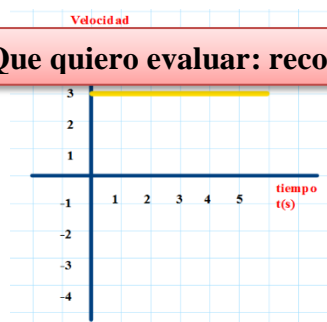 Velocidad
Que quiero evaluar: reco
3
2
1
tiempo
t(s)
-1 1 2 3 4 5
-2
-3
-4